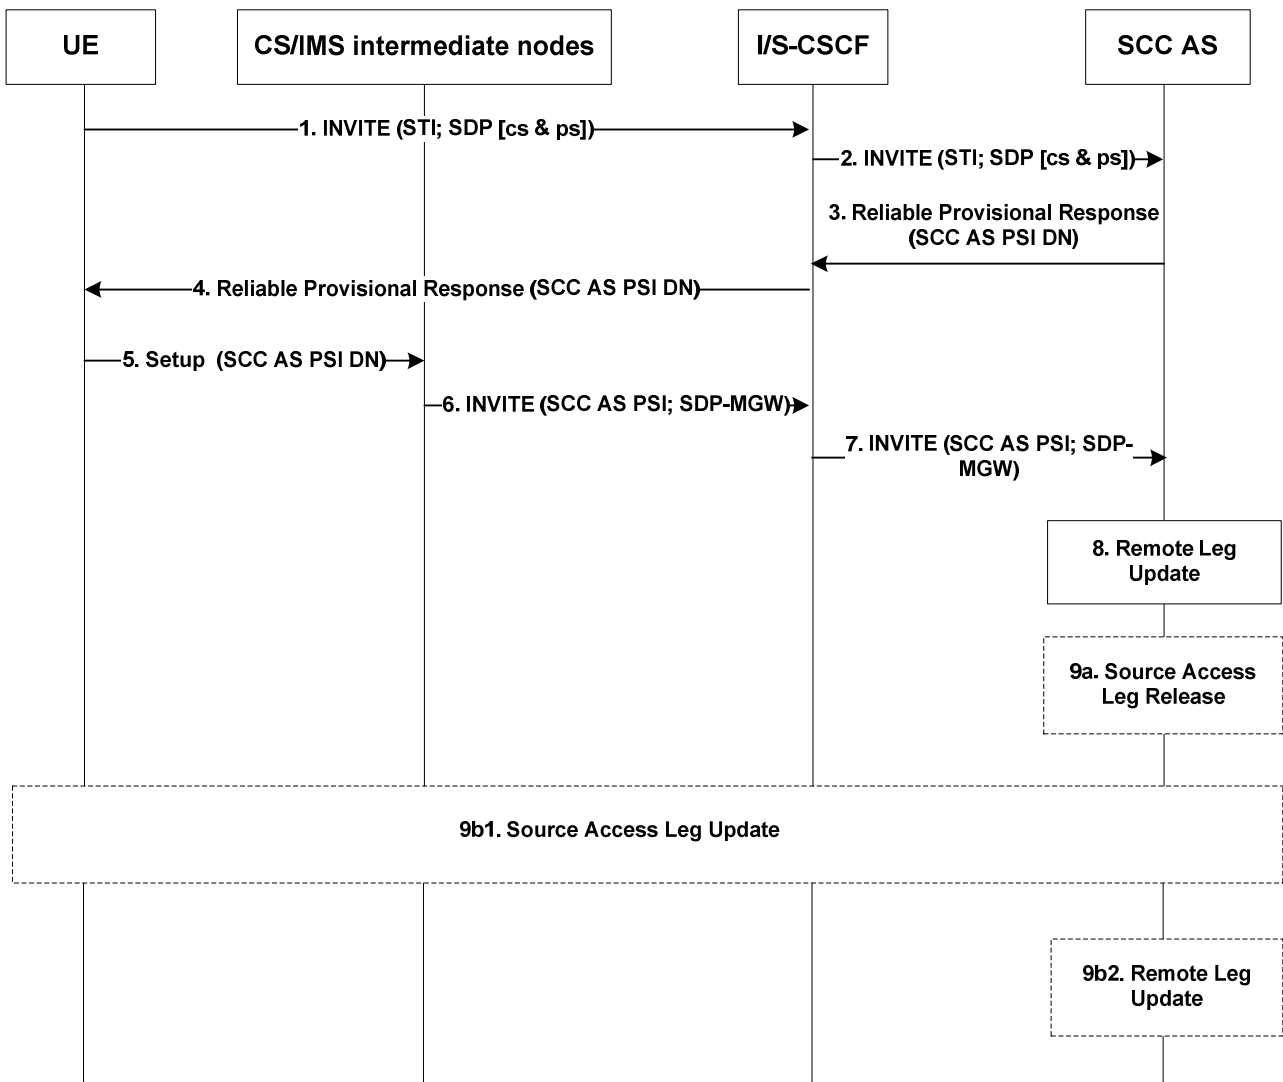 UE
CS/IMS intermediate nodes
I/S-CSCF
SCC AS
1. INVITE (STI; SDP [cs & ps])
2. INVITE (STI; SDP [cs & ps])
3. Reliable Provisional Response
(SCC AS PSI DN)
4. Reliable Provisional Response (SCC AS PSI DN)
5. Setup (SCC AS PSI DN)
6. INVITE (SCC AS PSI; SDP-MGW)
7. INVITE (SCC AS PSI; SDP-
MGW)
8. Remote Leg
Update
9a. Source Access
Leg Release
9b1. Source Access Leg Update
9b2. Remote Leg
Update